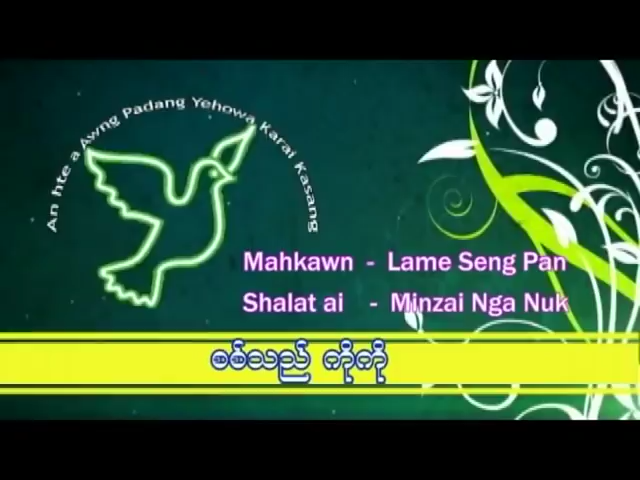 An hte a Awng Padang Yehowa Karai Kasang
Mahkawn - Lame Seng Pan
Shalat ai - Minzai Nga Nuk
စစ်သည် ကိုကို